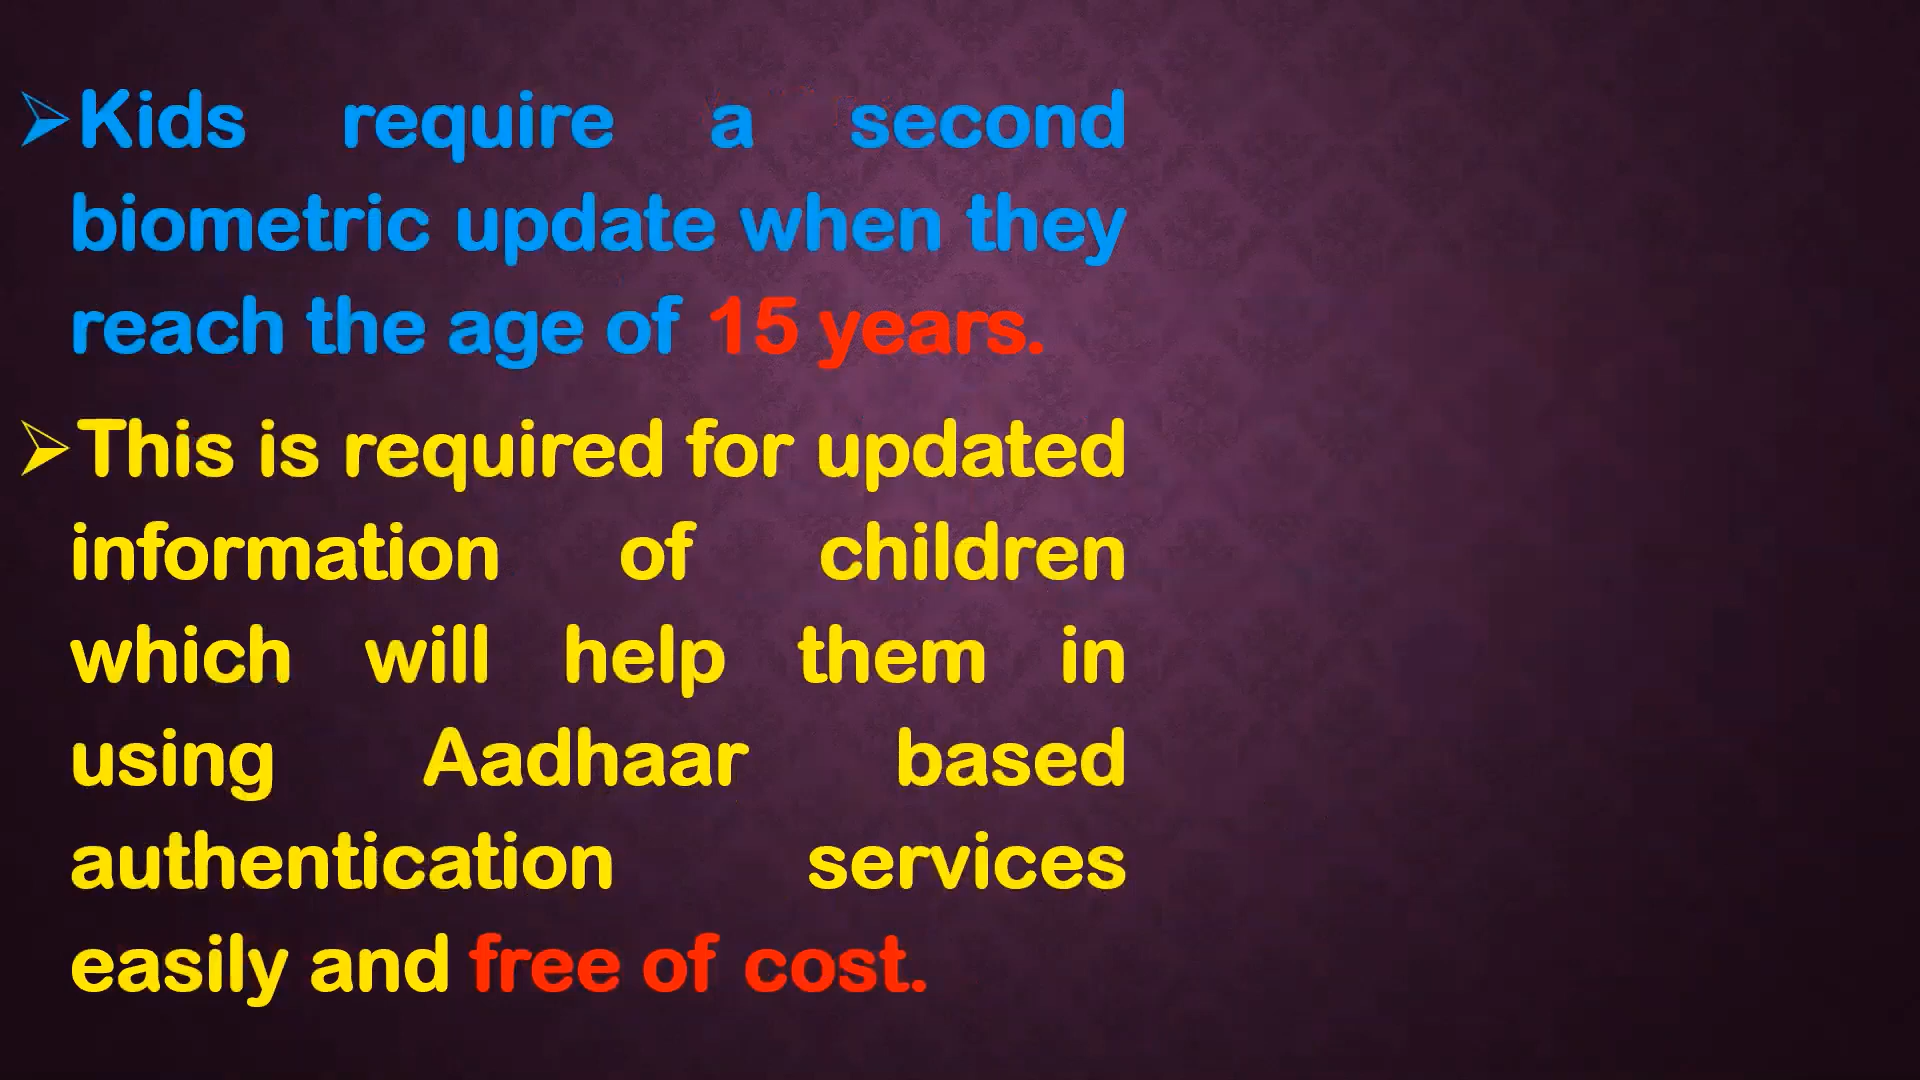 ➢Kids require a second
biometric update when they
reach the age of 15 years.
➢This is required for updated
information of children
which will help them in
using Aadhaar based
authentication services
easily and free of cost.